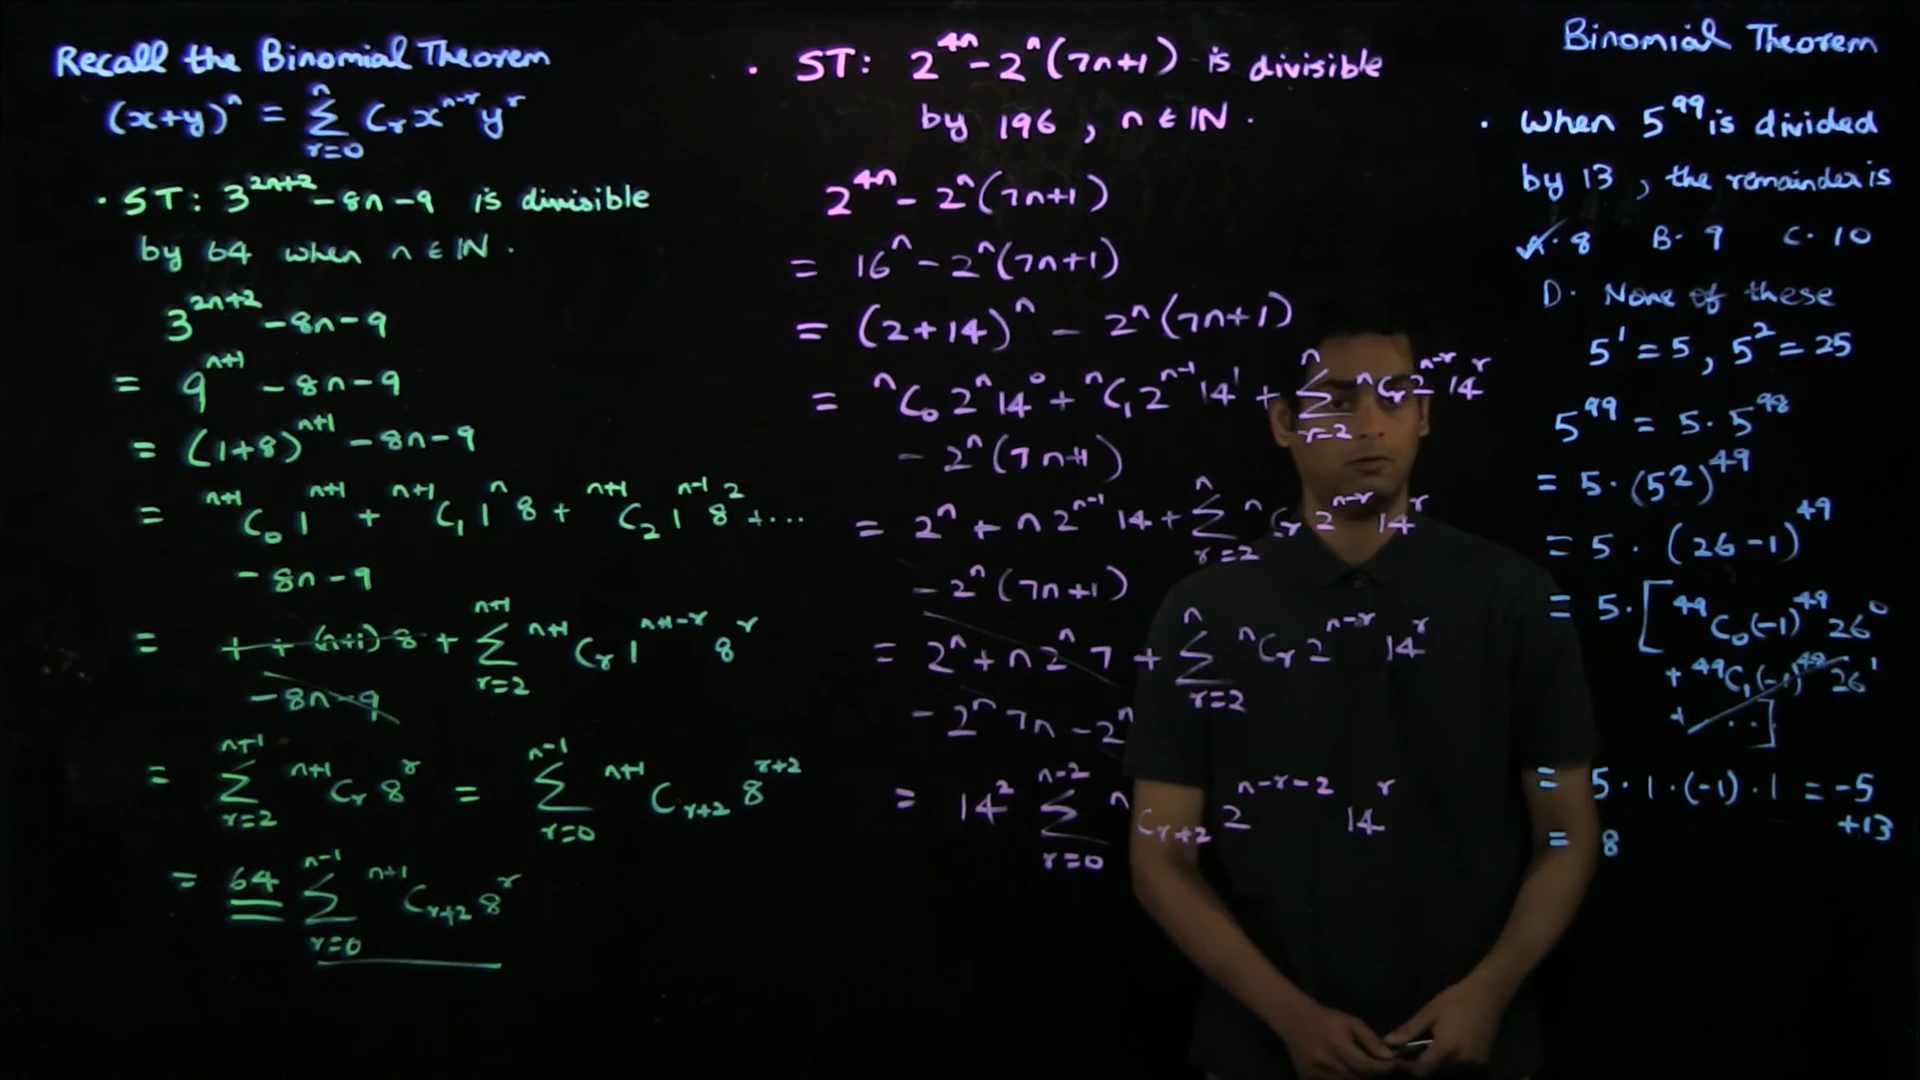 Recall the Binomial Theorem
(x+y)^n = Σ_{r=0}^{n} C_r x^{n-r} y^r
· ST: 3^{2n+2} - 8n - 9 is divisible
by 64 when n ∈ IN .
3^{2n+2} - 8n - 9
= 9^{n+1} - 8n - 9
= (1+8)^{n+1} - 8n - 9
= ^{n+1}C_0 1^{n+1} + ^{n+1}C_1 1^n 8 + ^{n+1}C_2 1^{n-1} 8^2 + ...
- 8n - 9
= 1 + (n+1) 8 + Σ_{r=2}^{n+1} ^{n+1}C_r 1^{n+1-r} 8^r
- 8n - 9
= Σ_{r=2}^{n+1} ^{n+1}C_r 8^r = Σ_{r=0}^{n-1} ^{n+1}C_{r+2} 8^{r+2}
= 64 Σ_{r=0}^{n-1} ^{n+1}C_{r+2} 8^r
· ST: 2^{4n} - 2^n (7n+1) is divisible
by 196 , n ∈ IN .
2^{4n} - 2^n (7n+1)
= 16^n - 2^n (7n+1)
= (2+14)^n - 2^n (7n+1)
= ^nC_0 2^n 14^0 + ^nC_1 2^{n-1} 14^1 + Σ_{r=2}^{n} ^nC_r 2^{n-r} 14^r
- 2^n (7n+1)
= 2^n + n 2^{n-1} 14 + Σ_{r=2}^{n} ^nC_r 2^{n-r} 14^r
- 2^n (7n+1)
= 2^n + n 2^n 7 + Σ_{r=2}^{n} ^nC_r 2^{n-r} 14^r
- 2^n 7n - 2^n
= 14^2 Σ_{r=0}^{n-2} ^nC_{r+2} 2^{n-r-2} 14^r
Binomial Theorem
· When 5^{99} is divided
by 13 , the remainder is
A. 8 B. 9 C. 10
D. None of these
5^1 = 5 , 5^2 = 25
5^{99} = 5 . 5^{98}
= 5 . (5^2)^{49}
= 5 . (26-1)^{49}
= 5 . [ ^{49}C_0 (-1)^{49} 26^0
+ ^{49}C_1 (-1)^{48} 26^1
+ ... ]
= 5 . 1 . (-1) . 1 = -5
+13
= 8